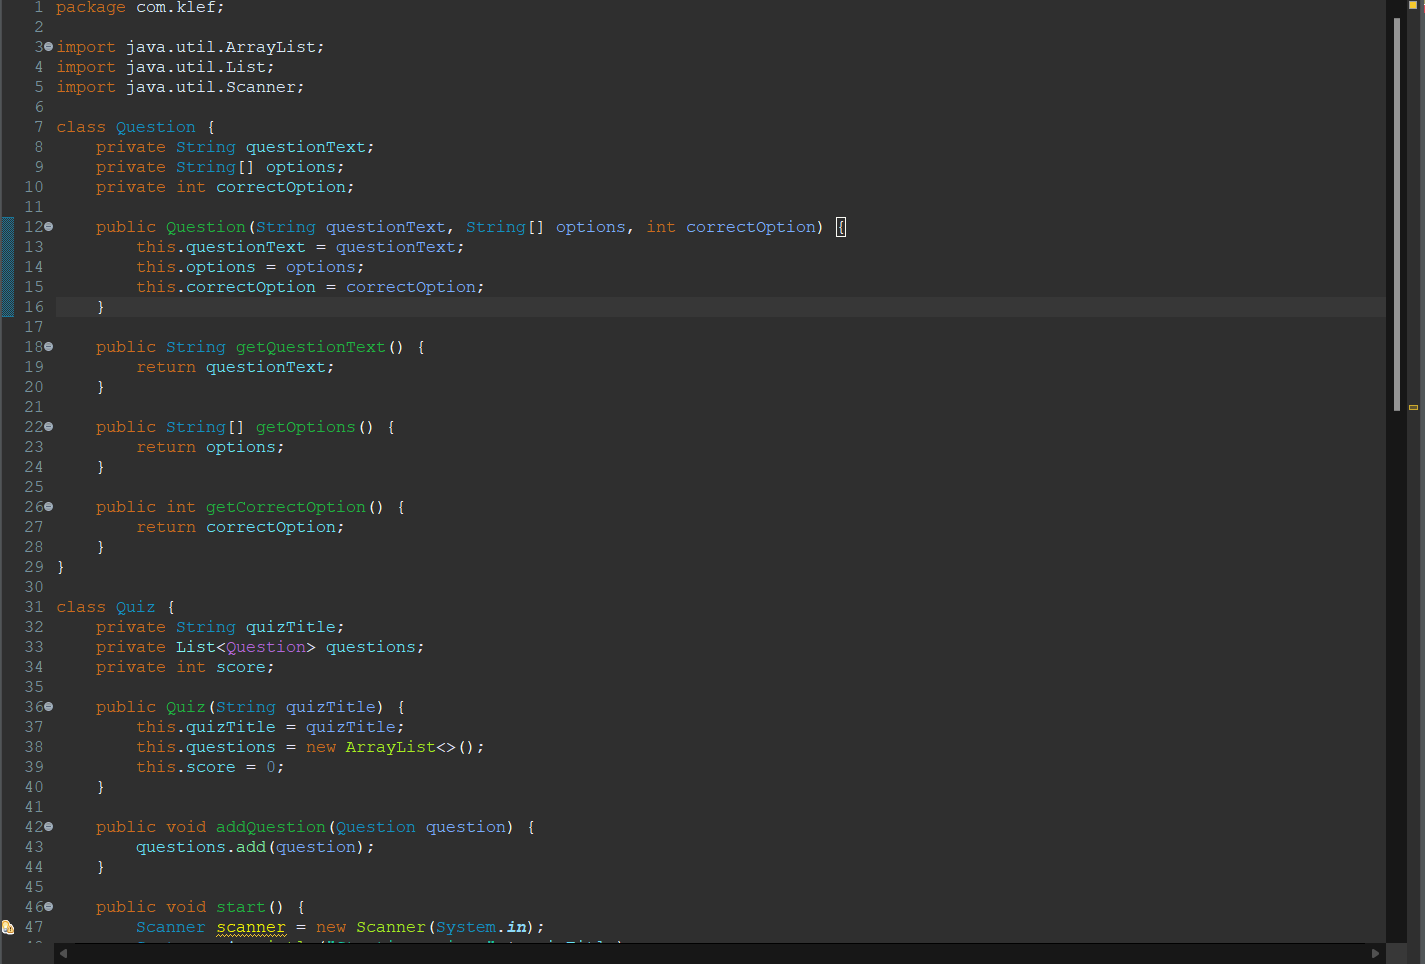 1 package com.klef;
2
3 import java.util.ArrayList;
4 import java.util.List;
5 import java.util.Scanner;
6
7 class Question {
8     private String questionText;
9     private String[] options;
10     private int correctOption;
11
12     public Question(String questionText, String[] options, int correctOption) {
13         this.questionText = questionText;
14         this.options = options;
15         this.correctOption = correctOption;
16     }
17
18     public String getQuestionText() {
19         return questionText;
20     }
21
22     public String[] getOptions() {
23         return options;
24     }
25
26     public int getCorrectOption() {
27         return correctOption;
28     }
29 }
30
31 class Quiz {
32     private String quizTitle;
33     private List<Question> questions;
34     private int score;
35
36     public Quiz(String quizTitle) {
37         this.quizTitle = quizTitle;
38         this.questions = new ArrayList<>();
39         this.score = 0;
40     }
41
42     public void addQuestion(Question question) {
43         questions.add(question);
44     }
45
46     public void start() {
47         Scanner scanner = new Scanner(System.in);